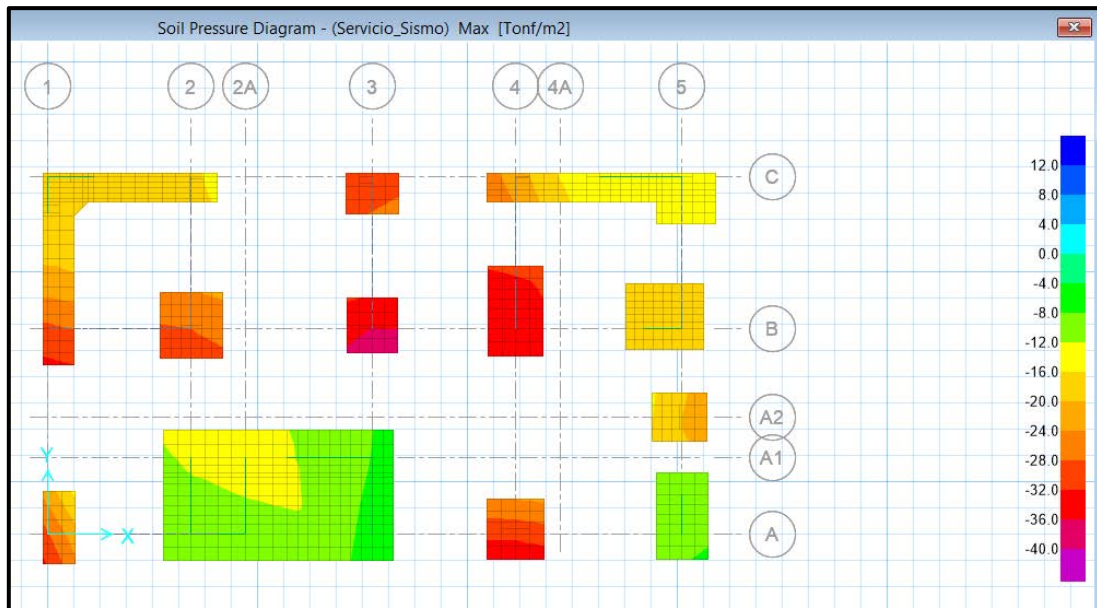 Soil Pressure Diagram - (Servicio_Sismo) Max [Tonf/m2]
1 2 2A 3 4 4A 5
C
B
A2
A1
A
Y
X
12.0
8.0
4.0
0.0
-4.0
-8.0
-12.0
-16.0
-20.0
-24.0
-28.0
-32.0
-36.0
-40.0